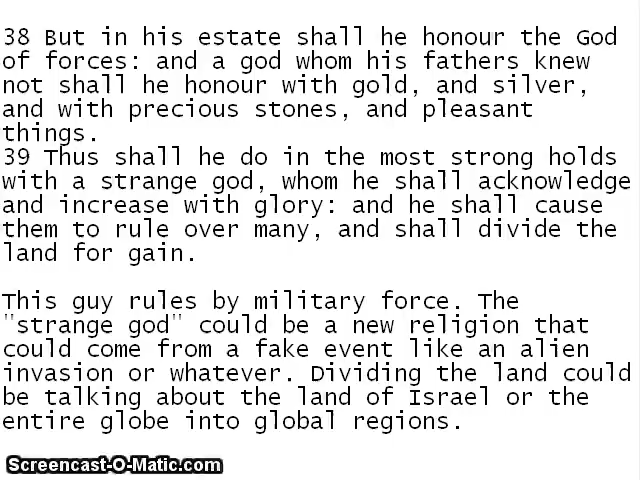 38 But in his estate shall he honour the God
of forces: and a god whom his fathers knew
not shall he honour with gold, and silver,
and with precious stones, and pleasant
things.
39 Thus shall he do in the most strong holds
with a strange god, whom he shall acknowledge
and increase with glory: and he shall cause
them to rule over many, and shall divide the
land for gain.
This guy rules by military force. The
"strange god" could be a new religion that
could come from a fake event like an alien
invasion or whatever. Dividing the land could
be talking about the land of Israel or the
entire globe into global regions.
Screencast-O-Matic.com